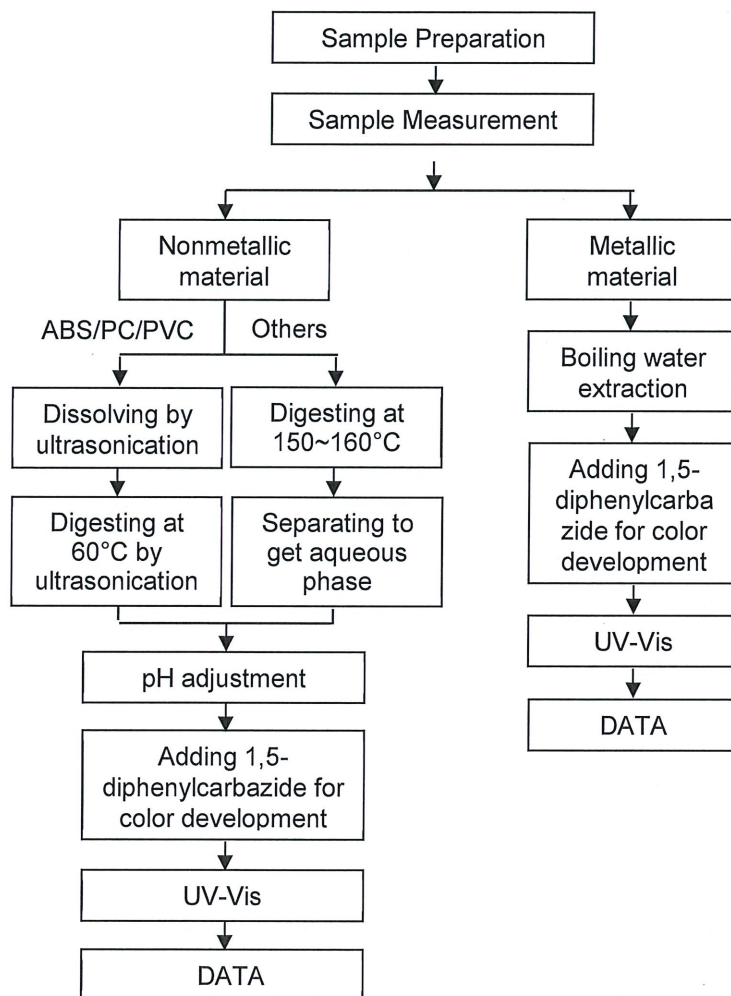 Sample Preparation
Sample Measurement
Nonmetallic
material
ABS/PC/PVC
Others
Dissolving by
ultrasonication
Digesting at
60°C by
ultrasonication
Digesting at
150~160°C
Separating to
get aqueous
phase
pH adjustment
Adding 1,5-
diphenylcarbazide for
color development
UV-Vis
DATA
Metallic
material
Boiling water
extraction
Adding 1,5-
diphenylcarba
zide for color
development
UV-Vis
DATA